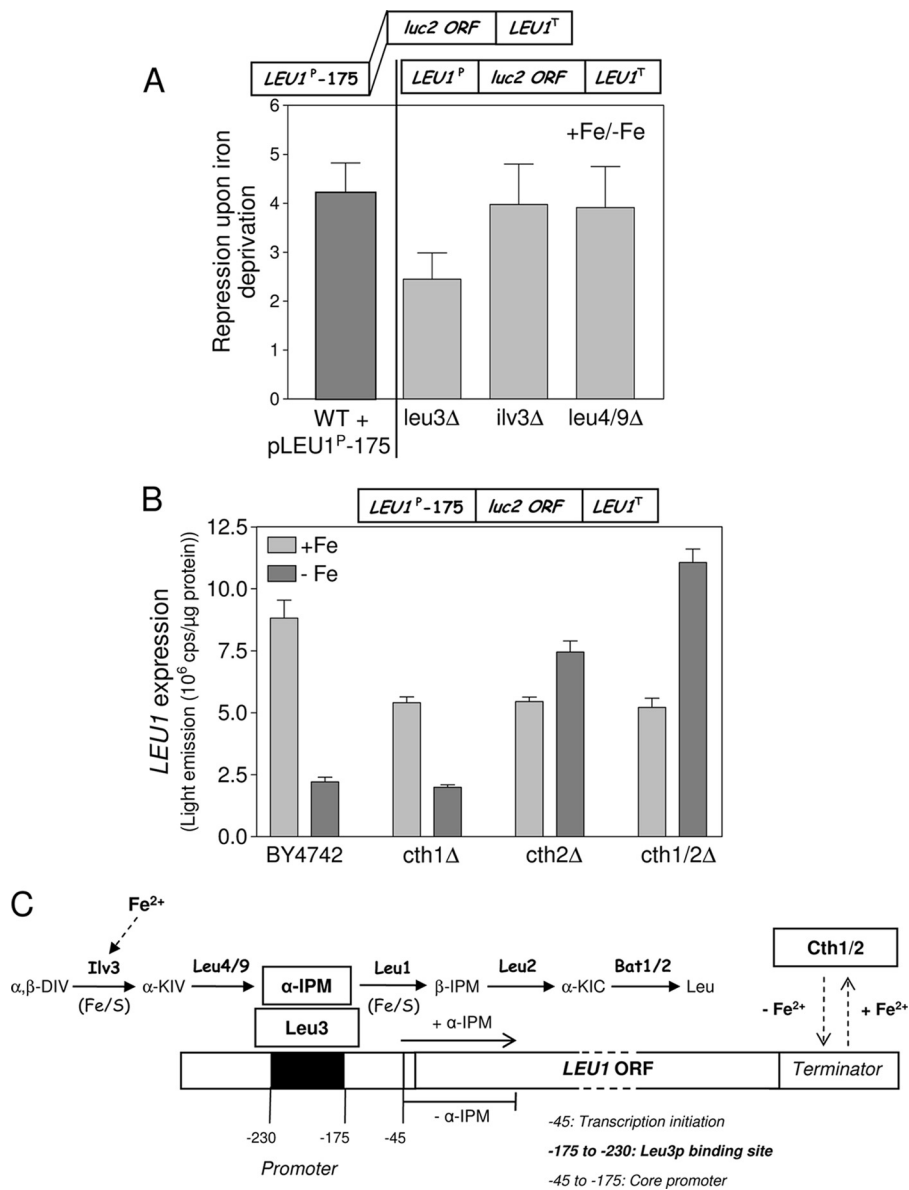 A
luc2 ORF LEU1ᵀ
LEU1ᴾ-175 LEU1ᴾ luc2 ORF LEU1ᵀ
Repression upon iron
deprivation
6
5
4
3
2
1
0
+Fe/-Fe
WT +
pLEU1ᴾ-175
leu3Δ ilv3Δ leu4/9Δ
B
LEU1ᴾ-175 luc2 ORF LEU1ᵀ
LEU1 expression
(Light emission (10⁶ cps/µg protein))
12.5
10.0
7.5
5.0
2.5
0.0
+Fe
- Fe
BY4742 cth1Δ cth2Δ cth1/2Δ
C
Fe²⁺
α,β-DIV Ilv3 (Fe/S) α-KIV Leu4/9 α-IPM Leu1 (Fe/S) β-IPM Leu2 α-KIC Bat1/2 Leu
Cth1/2
- Fe²⁺ + Fe²⁺
Leu3
+ α-IPM
LEU1 ORF Terminator
- α-IPM
-230 -175 -45
Promoter
-45: Transcription initiation
-175 to -230: Leu3p binding site
-45 to -175: Core promoter